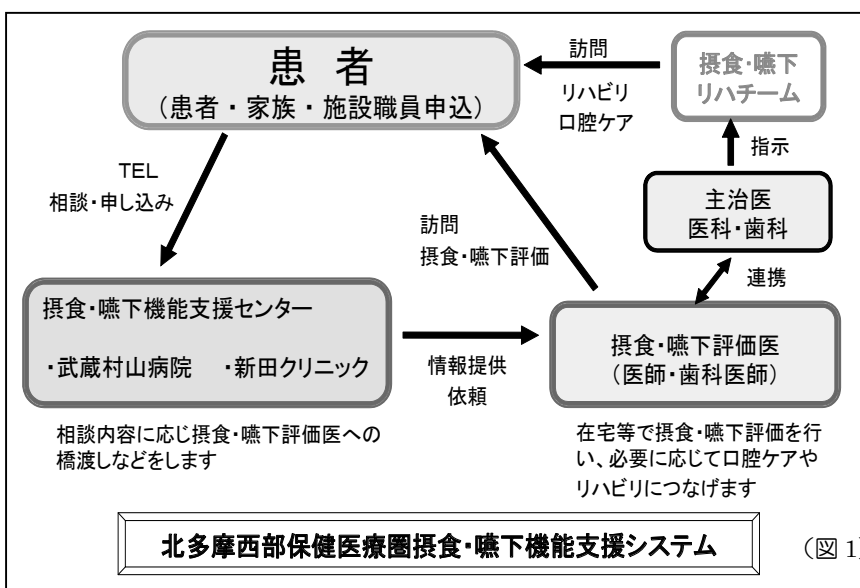 患 者
(患者・家族・施設職員申込)
訪問
リハビリ
口腔ケア
摂食・嚥下
リハチーム
指示
主治医
医科・歯科
連携
TEL
相談・申し込み
訪問
摂食・嚥下評価
摂食・嚥下機能支援センター
・武蔵村山病院 ・新田クリニック
情報提供
依頼
摂食・嚥下評価医
(医師・歯科医師)
相談内容に応じ摂食・嚥下評価医への
橋渡しなどをします
在宅等で摂食・嚥下評価を行
い、必要に応じて口腔ケアや
リハビリにつなげます
北多摩西部保健医療圏摂食・嚥下機能支援システム
(図 1)